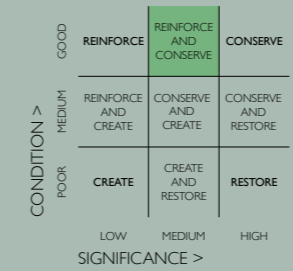 CONDITION >
GOOD
REINFORCE
REINFORCE
AND
CONSERVE
CONSERVE
MEDIUM
REINFORCE
AND
CREATE
CONSERVE
AND
CREATE
CONSERVE
AND
RESTORE
POOR
CREATE
CREATE
AND
RESTORE
RESTORE
LOW
MEDIUM
HIGH
SIGNIFICANCE >